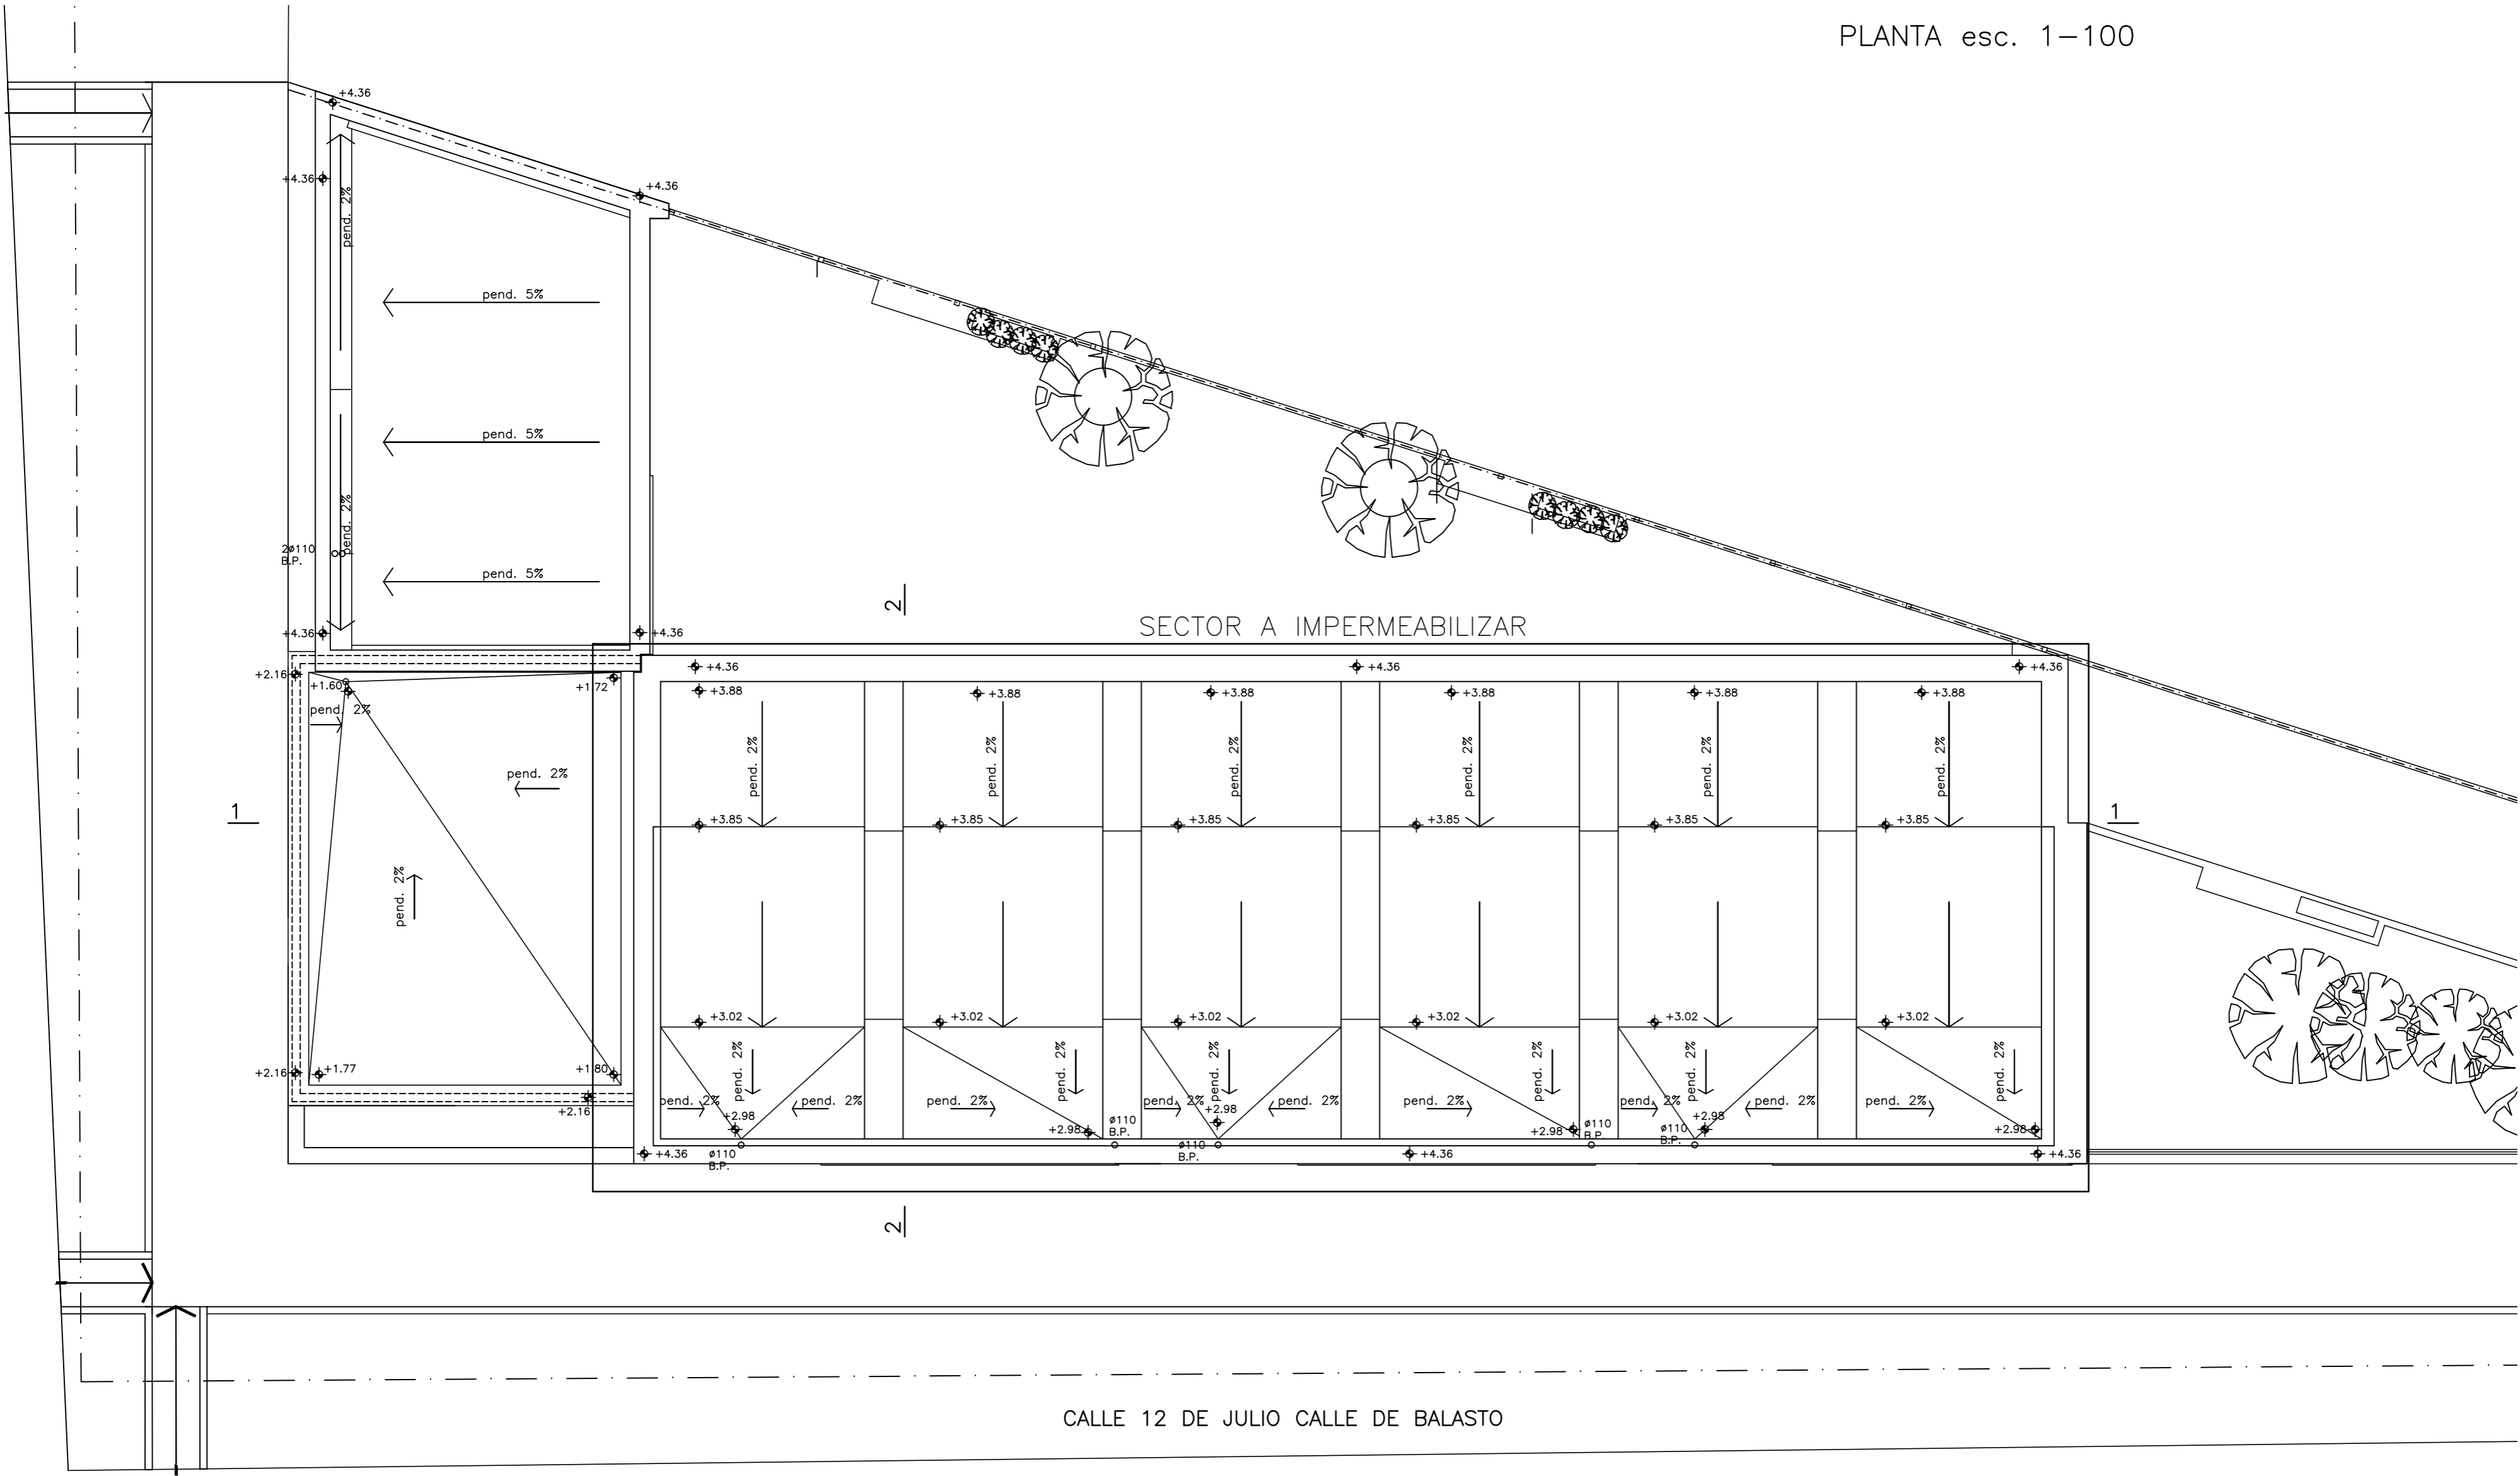 PLANTA esc. 1-100
+4.36
+4.36
+4.36
pend. 2%
pend. 5%
pend. 5%
pend. 2%
2ø110
B.P.
pend. 5%
2
SECTOR A IMPERMEABILIZAR
+4.36
+4.36
+4.36
+4.36
+4.36
+2.16
+1.60
+1.72
+3.88
+3.88
+3.88
+3.88
+3.88
+3.88
pend. 2%
pend. 2%
pend. 2%
pend. 2%
pend. 2%
pend. 2%
pend. 2%
pend. 2%
1
1
+3.85
+3.85
+3.85
+3.85
+3.85
+3.85
pend. 2%
+3.02
+3.02
+3.02
+3.02
+3.02
+3.02
+2.16
+1.77
+1.80
pend. 2%
pend. 2%
pend. 2%
pend. 2%
pend. 2%
pend. 2%
+2.16
pend. 2%
pend. 2%
pend. 2%
pend. 2%
pend. 2%
pend. 2%
pend. 2%
pend. 2%
pend. 2%
+2.98
+2.98
+2.98
+2.98
+2.98
+2.98
ø110
B.P.
ø110
B.P.
ø110
B.P.
ø110
B.P.
ø110
B.P.
+4.36
+4.36
+4.36
2
CALLE 12 DE JULIO CALLE DE BALASTO